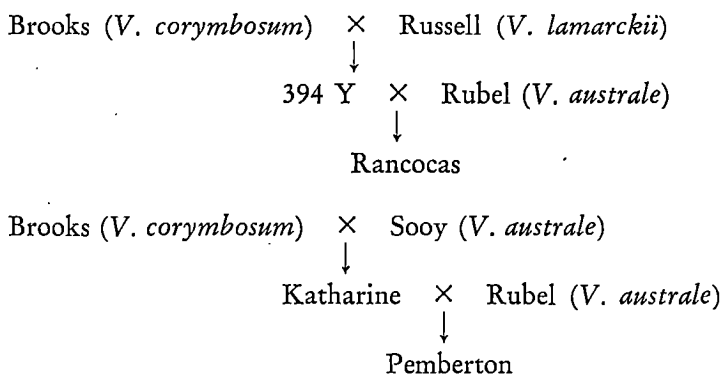 Brooks (V. corymbosum) × Russell (V. lamarckii)
↓
394 Y × Rubel (V. australe)
↓
Rancocas
Brooks (V. corymbosum) × Sooy (V. australe)
↓
Katharine × Rubel (V. australe)
↓
Pemberton